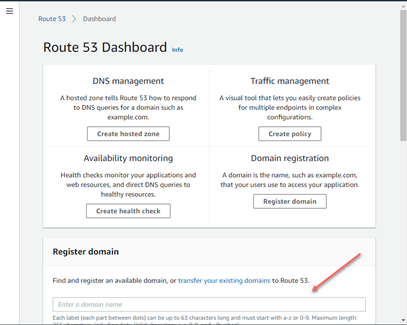 Route 53 > Dashboard
Route 53 Dashboard Info
DNS management
A hosted zone tells Route 53 how to respond
to DNS queries for a domain such as
example.com.
Create hosted zone
Traffic management
A visual tool that lets you easily create policies
for multiple endpoints in complex
configurations.
Create policy
Availability monitoring
Health checks monitor your applications and
web resources, and direct DNS queries to
healthy resources.
Create health check
Domain registration
A domain is the name, such as example.com,
that your users use to access your application.
Register domain
Register domain
Find and register an available domain, or transfer your existing domains to Route 53.
Enter a domain name
Each label (each part between dots) can be up to 63 characters long and must start with a-z or 0-9. Maximum length: